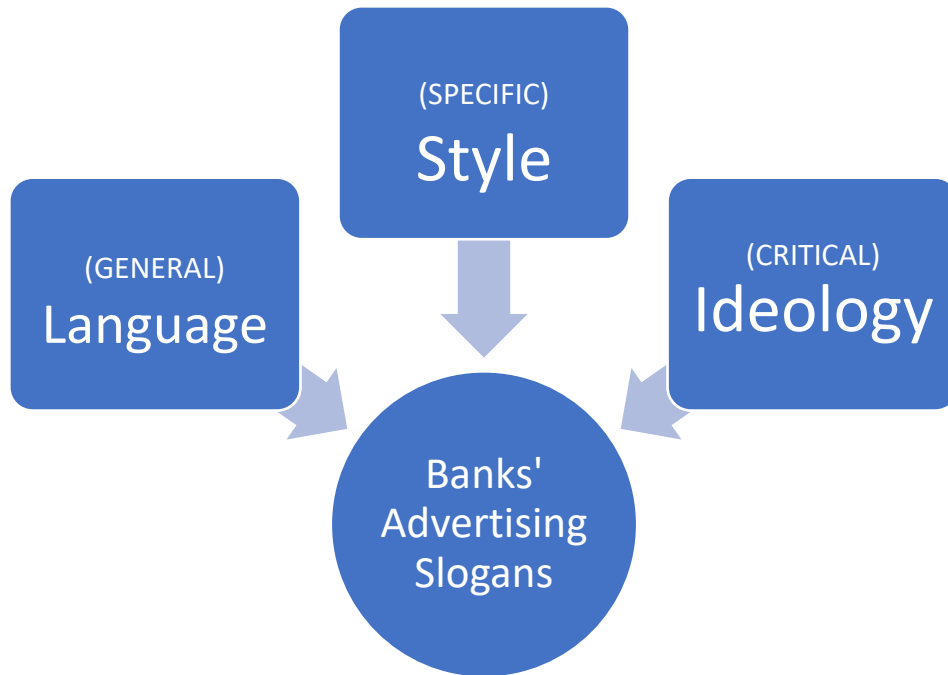 (SPECIFIC)
Style
(GENERAL)
Language
(CRITICAL)
Ideology
Banks'
Advertising
Slogans